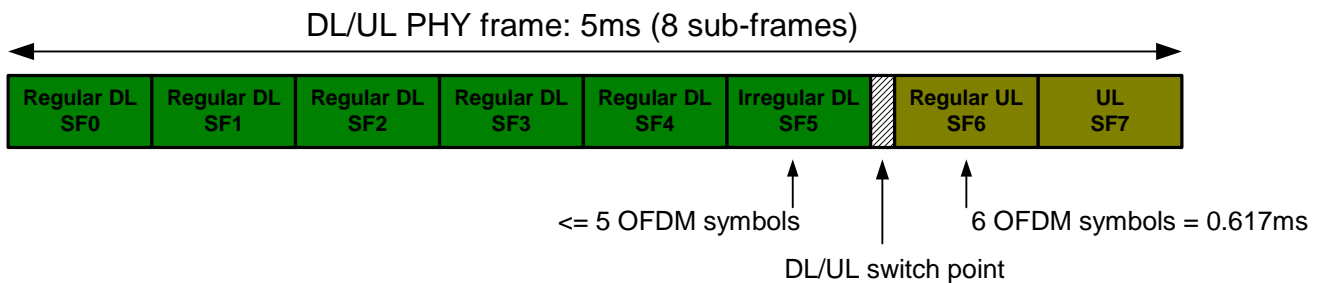 DL/UL PHY frame: 5ms (8 sub-frames)
Regular DL Regular DL Regular DL Regular DL Regular DL Irregular DL Regular UL UL
SF0 SF1 SF2 SF3 SF4 SF5 SF6 SF7
<= 5 OFDM symbols 6 OFDM symbols = 0.617ms
DL/UL switch point